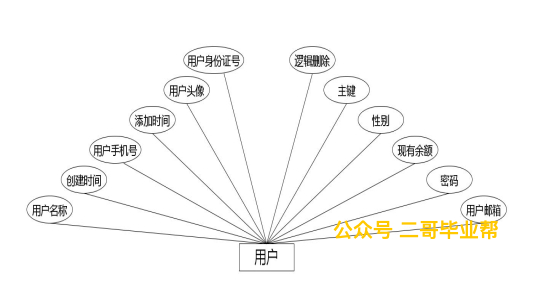 用户身份证号
逻辑删除
用户头像
主键
添加时间
性别
用户手机号
现有余额
创建时间
密码
用户名称
用户邮箱
公众号 二哥毕业帮
用户